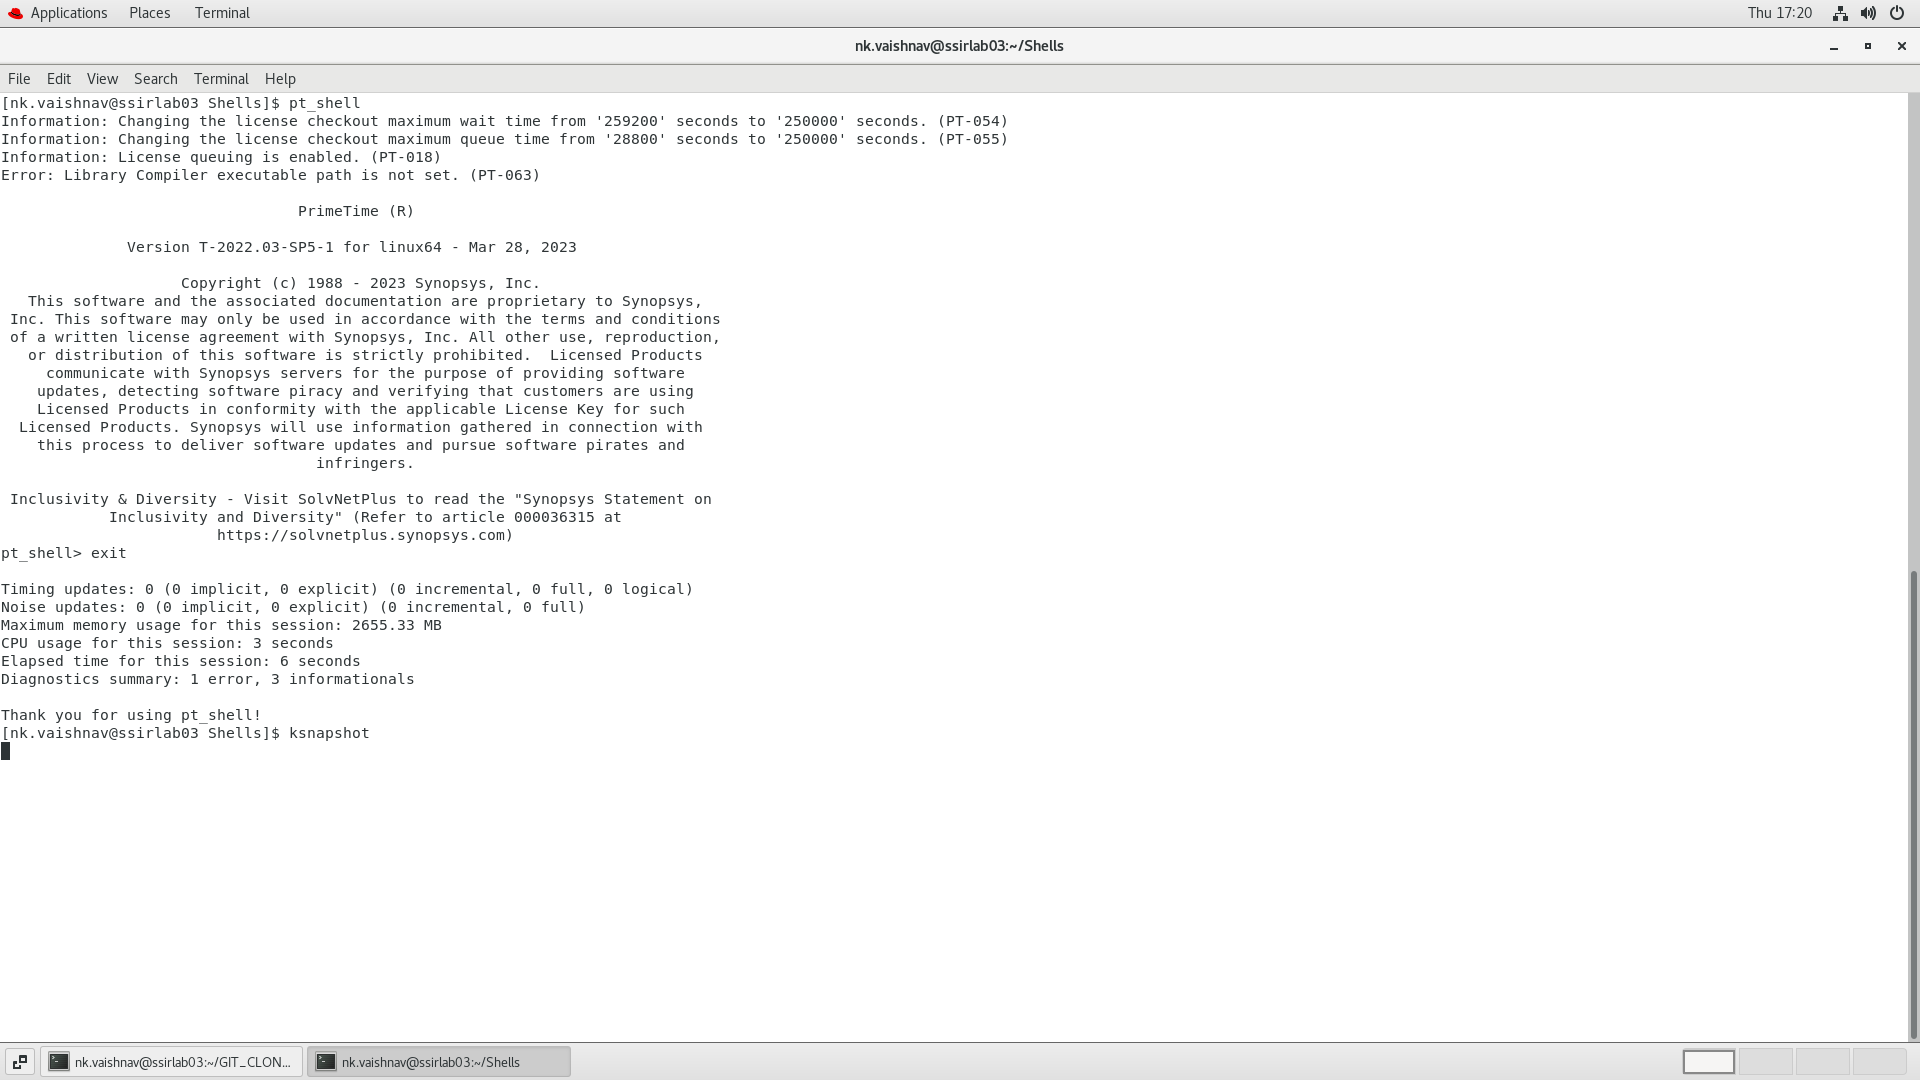 Applications Places Terminal Thu 17:20
nk.vaishnav@ssirlab03:~/Shells
File Edit View Search Terminal Help
[nk.vaishnav@ssirlab03 Shells]$ pt_shell
Information: Changing the license checkout maximum wait time from '259200' seconds to '250000' seconds. (PT-054)
Information: Changing the license checkout maximum queue time from '28800' seconds to '250000' seconds. (PT-055)
Information: License queuing is enabled. (PT-018)
Error: Library Compiler executable path is not set. (PT-063)
PrimeTime (R)
Version T-2022.03-SP5-1 for linux64 - Mar 28, 2023
Copyright (c) 1988 - 2023 Synopsys, Inc.
This software and the associated documentation are proprietary to Synopsys,
Inc. This software may only be used in accordance with the terms and conditions
of a written license agreement with Synopsys, Inc. All other use, reproduction,
or distribution of this software is strictly prohibited.  Licensed Products
communicate with Synopsys servers for the purpose of providing software
updates, detecting software piracy and verifying that customers are using
Licensed Products in conformity with the applicable License Key for such
Licensed Products. Synopsys will use information gathered in connection with
this process to deliver software updates and pursue software pirates and
infringers.
Inclusivity & Diversity - Visit SolvNetPlus to read the "Synopsys Statement on
Inclusivity and Diversity" (Refer to article 000036315 at
https://solvnetplus.synopsys.com)
pt_shell> exit
Timing updates: 0 (0 implicit, 0 explicit) (0 incremental, 0 full, 0 logical)
Noise updates: 0 (0 implicit, 0 explicit) (0 incremental, 0 full)
Maximum memory usage for this session: 2655.33 MB
CPU usage for this session: 3 seconds
Elapsed time for this session: 6 seconds
Diagnostics summary: 1 error, 3 informationals
Thank you for using pt_shell!
[nk.vaishnav@ssirlab03 Shells]$ ksnapshot
nk.vaishnav@ssirlab03:~/GIT_CLON... nk.vaishnav@ssirlab03:~/Shells